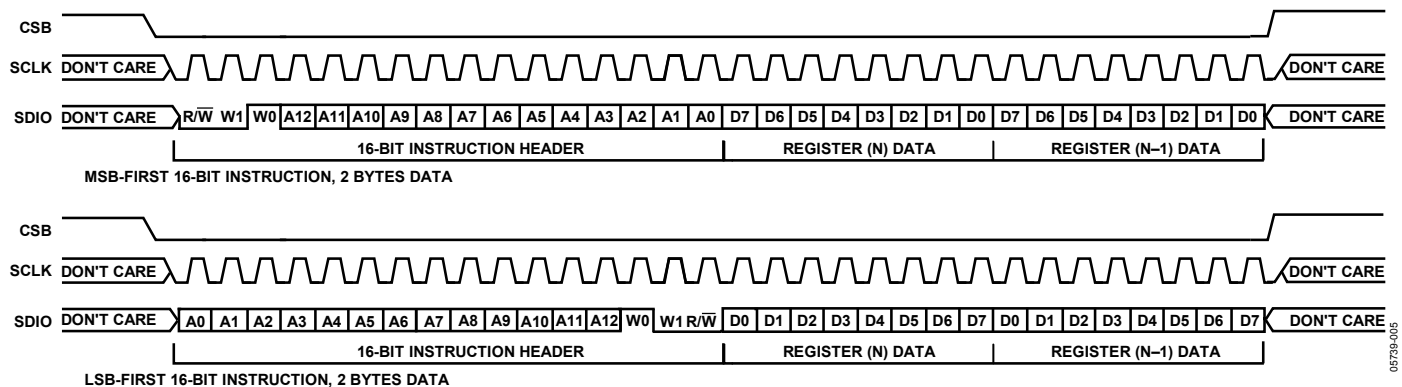 CSB
SCLK DON'T CARE DON'T CARE
SDIO DON'T CARE R/W̅ W1 W0 A12 A11 A10 A9 A8 A7 A6 A5 A4 A3 A2 A1 A0 D7 D6 D5 D4 D3 D2 D1 D0 D7 D6 D5 D4 D3 D2 D1 D0 DON'T CARE
16-BIT INSTRUCTION HEADER REGISTER (N) DATA REGISTER (N–1) DATA
MSB-FIRST 16-BIT INSTRUCTION, 2 BYTES DATA
CSB
SCLK DON'T CARE DON'T CARE
SDIO DON'T CARE A0 A1 A2 A3 A4 A5 A6 A7 A8 A9 A10 A11 A12 W0 W1 R/W̅ D0 D1 D2 D3 D4 D5 D6 D7 D0 D1 D2 D3 D4 D5 D6 D7 DON'T CARE
16-BIT INSTRUCTION HEADER REGISTER (N) DATA REGISTER (N–1) DATA
LSB-FIRST 16-BIT INSTRUCTION, 2 BYTES DATA
05739-005